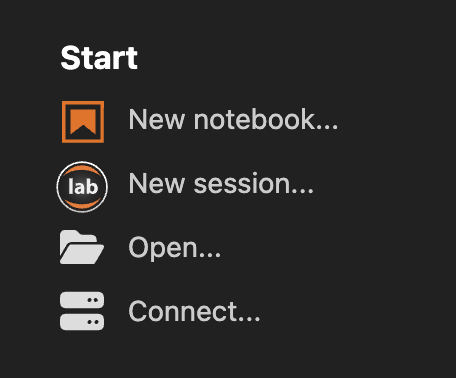 Start
New notebook...
lab New session...
Open...
Connect...